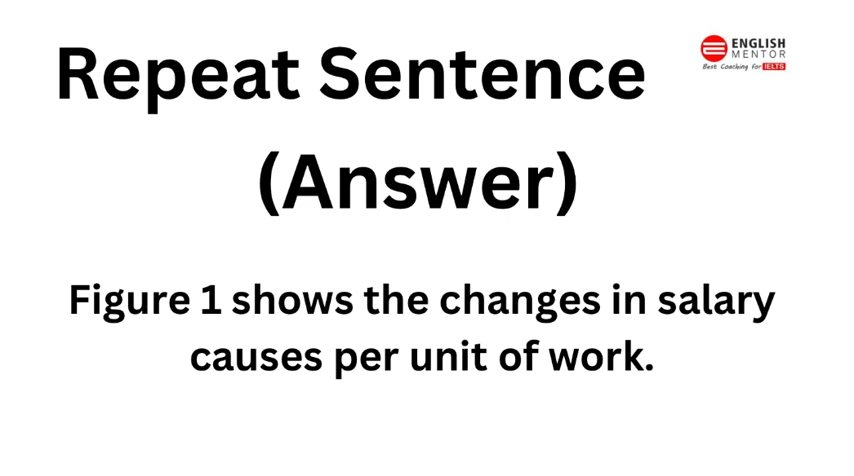 Repeat Sentence
ENGLISH
MENTOR
Best Coaching for IELTS
(Answer)
Figure 1 shows the changes in salary
causes per unit of work.